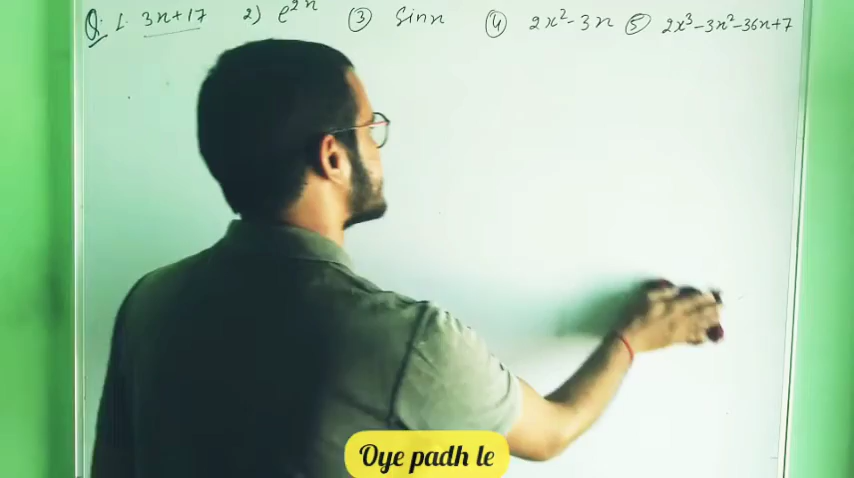 Q. 1. 3x+17 2) e^2x ③ Sinx ④ 2x²-3x ⑤ 2x³-3x²-36x+7
Oye padh le